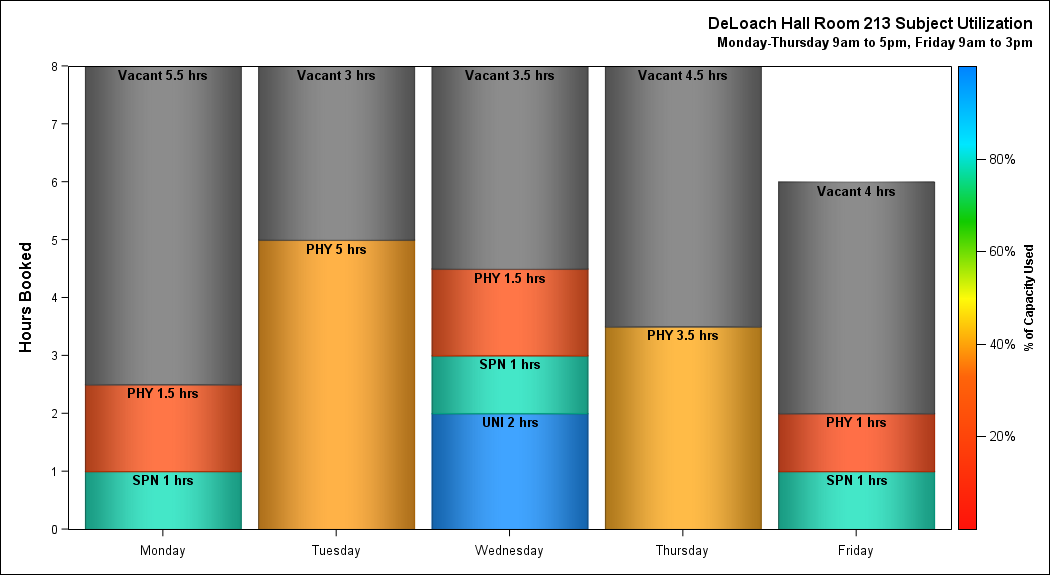 DeLoach Hall Room 213 Subject Utilization
Monday-Thursday 9am to 5pm, Friday 9am to 3pm
Hours Booked
8
7
6
5
4
3
2
1
0
Vacant 5.5 hrs
PHY 1.5 hrs
SPN 1 hrs
Vacant 3 hrs
PHY 5 hrs
Vacant 3.5 hrs
PHY 1.5 hrs
SPN 1 hrs
UNI 2 hrs
Vacant 4.5 hrs
PHY 3.5 hrs
Vacant 4 hrs
PHY 1 hrs
SPN 1 hrs
Monday
Tuesday
Wednesday
Thursday
Friday
80%
60%
40%
20%
% of Capacity Used